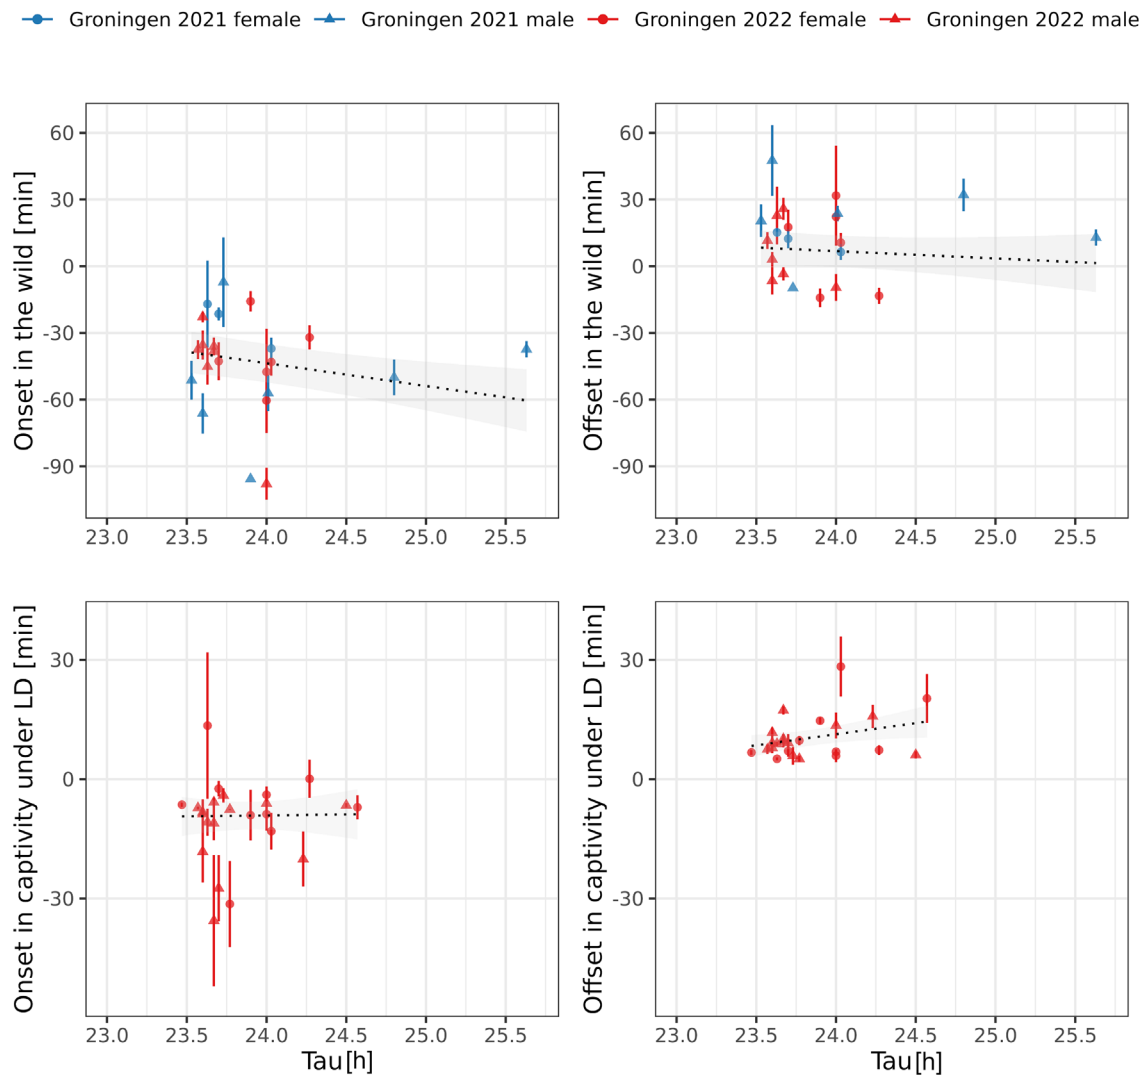 Groningen 2021 female Groningen 2021 male Groningen 2022 female Groningen 2022 male
Onset in the wild [min]
60
30
0
-30
-60
-90
23.0 23.5 24.0 24.5 25.0 25.5
Offset in the wild [min]
60
30
0
-30
-60
-90
23.0 23.5 24.0 24.5 25.0 25.5
Onset in captivity under LD [min]
30
0
-30
23.0 23.5 24.0 24.5 25.0 25.5
Tau[h]
Offset in captivity under LD [min]
30
0
-30
23.0 23.5 24.0 24.5 25.0 25.5
Tau[h]